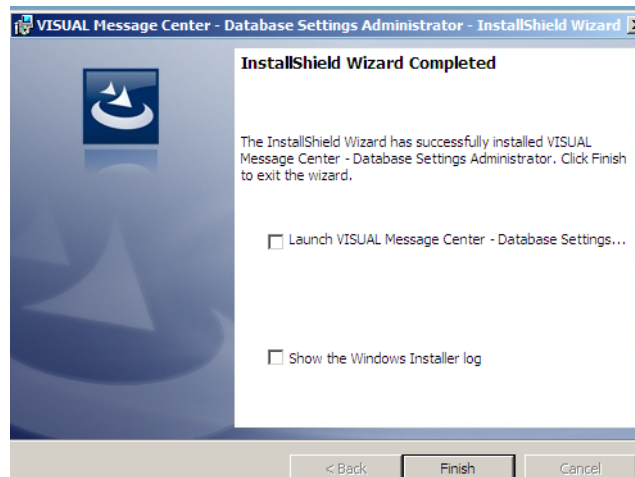 VISUAL Message Center - Database Settings Administrator - InstallShield Wizard
InstallShield Wizard Completed
The InstallShield Wizard has successfully installed VISUAL
Message Center - Database Settings Administrator. Click Finish
to exit the wizard.
Launch VISUAL Message Center - Database Settings...
Show the Windows Installer log
< Back
Finish
Cancel